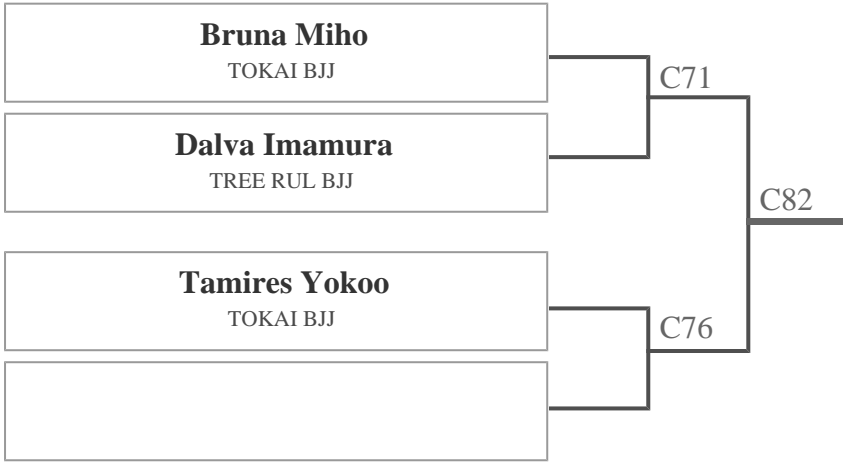 Bruna Miho
TOKAI BJJ
C71
Dalva Imamura
TREE RUL BJJ
C82
Tamires Yokoo
TOKAI BJJ
C76